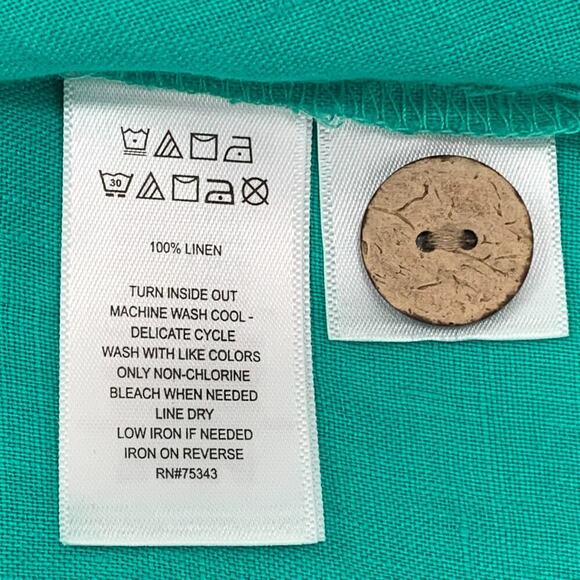 30
100% LINEN
TURN INSIDE OUT
MACHINE WASH COOL -
DELICATE CYCLE
WASH WITH LIKE COLORS
ONLY NON-CHLORINE
BLEACH WHEN NEEDED
LINE DRY
LOW IRON IF NEEDED
IRON ON REVERSE
RN#75343